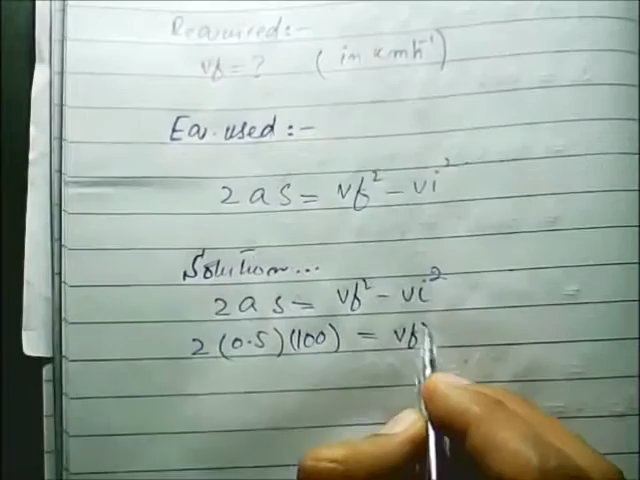 Required:-
vf = ? (in kmh⁻¹)
Eq. used :-
2as = vf² - vi²
Solution...
2as = vf² - vi²
2(0.5)(100) = vf